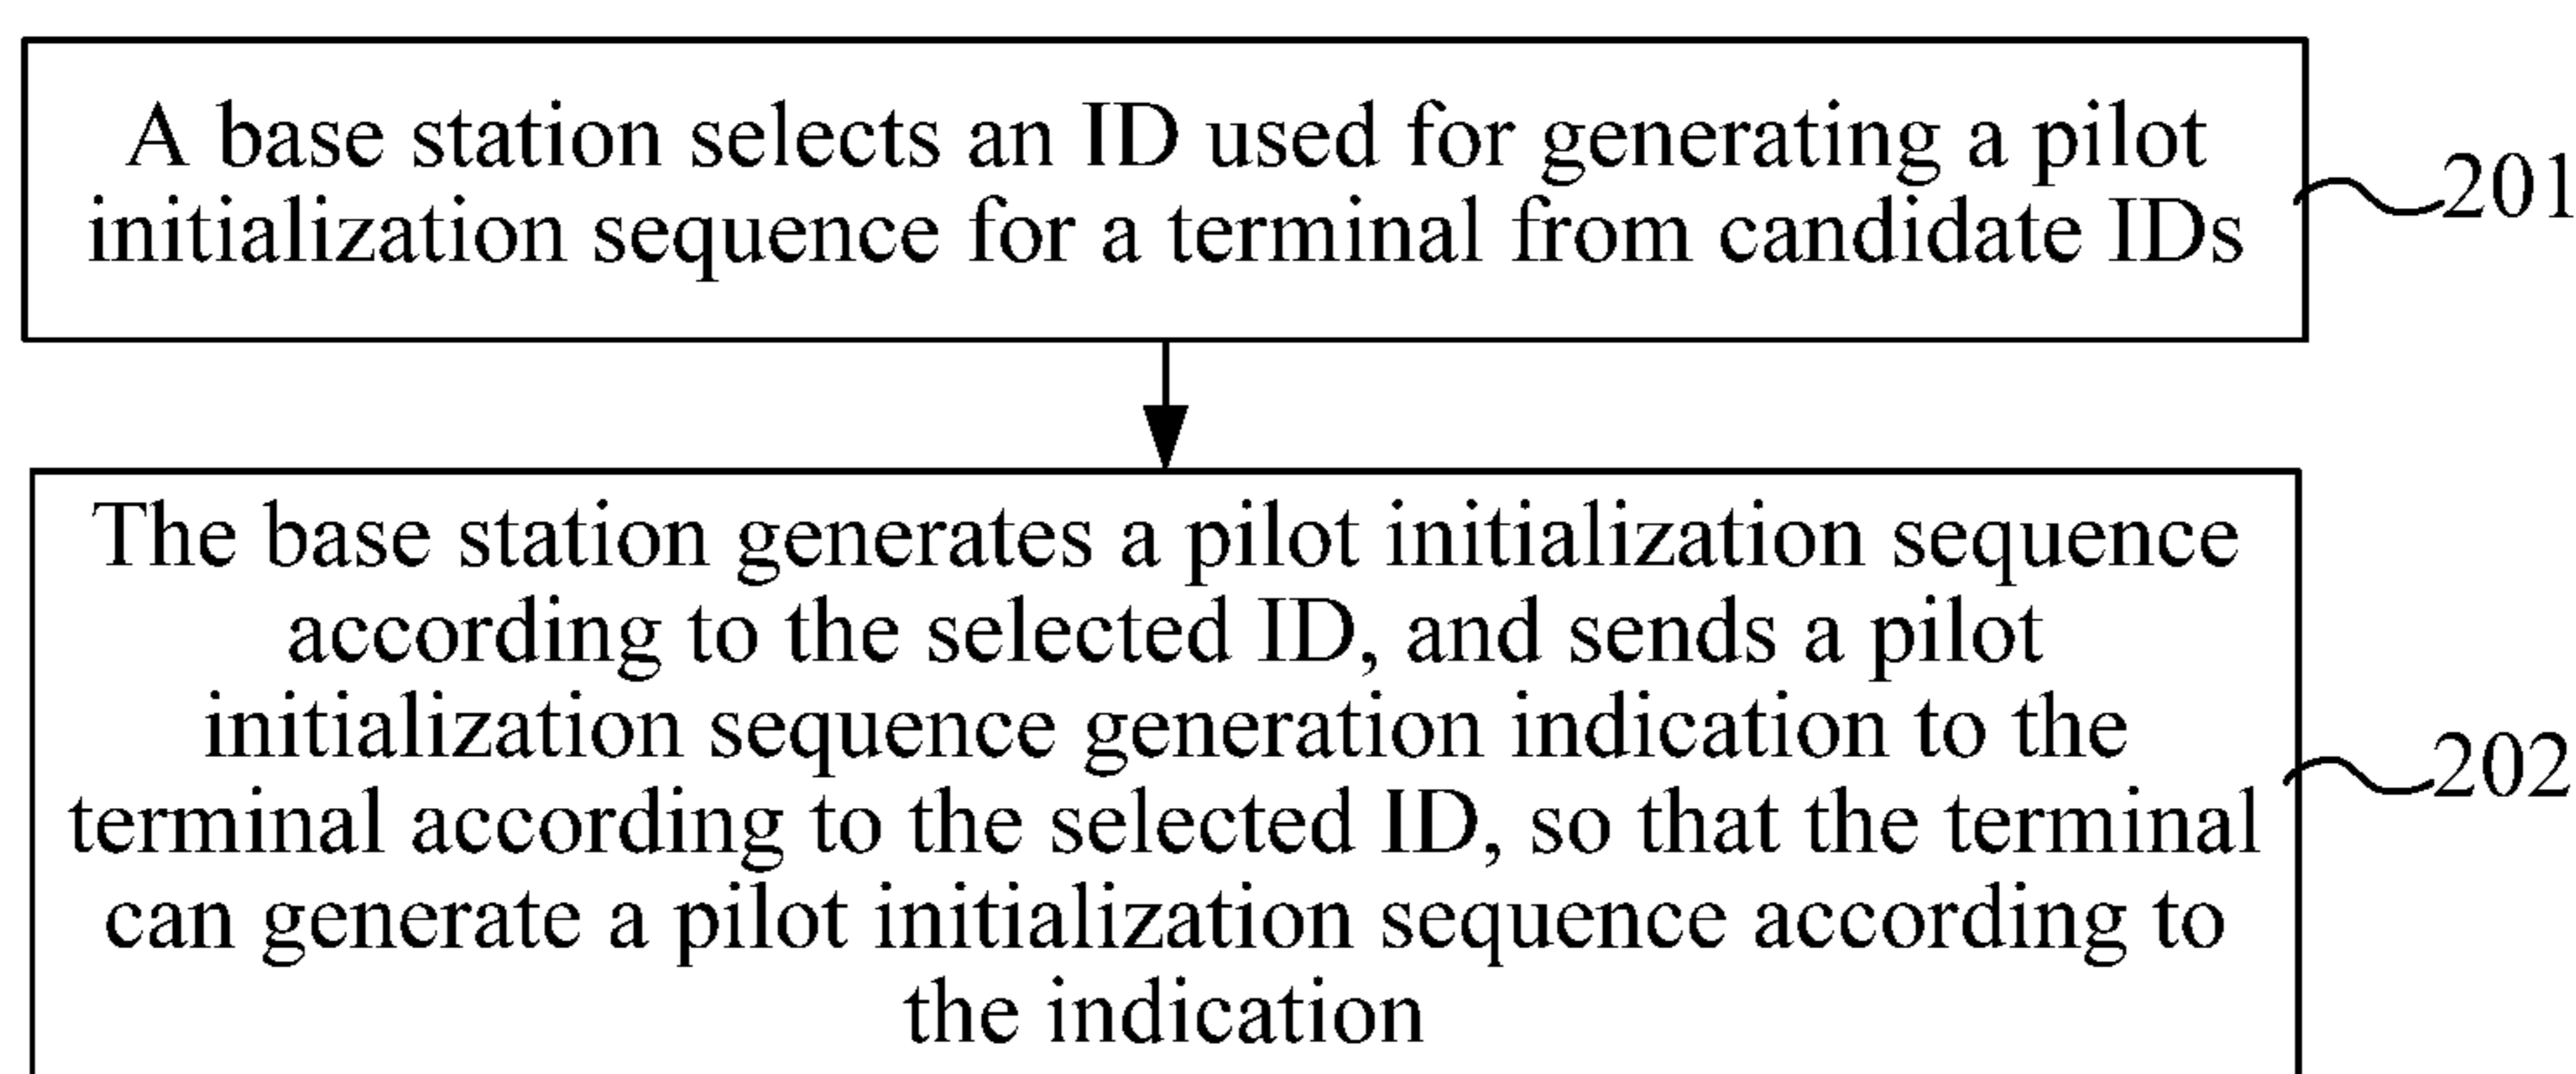 A base station selects an ID used for generating a pilot
initialization sequence for a terminal from candidate IDs
201
The base station generates a pilot initialization sequence
according to the selected ID, and sends a pilot
initialization sequence generation indication to the
terminal according to the selected ID, so that the terminal
can generate a pilot initialization sequence according to
the indication
202